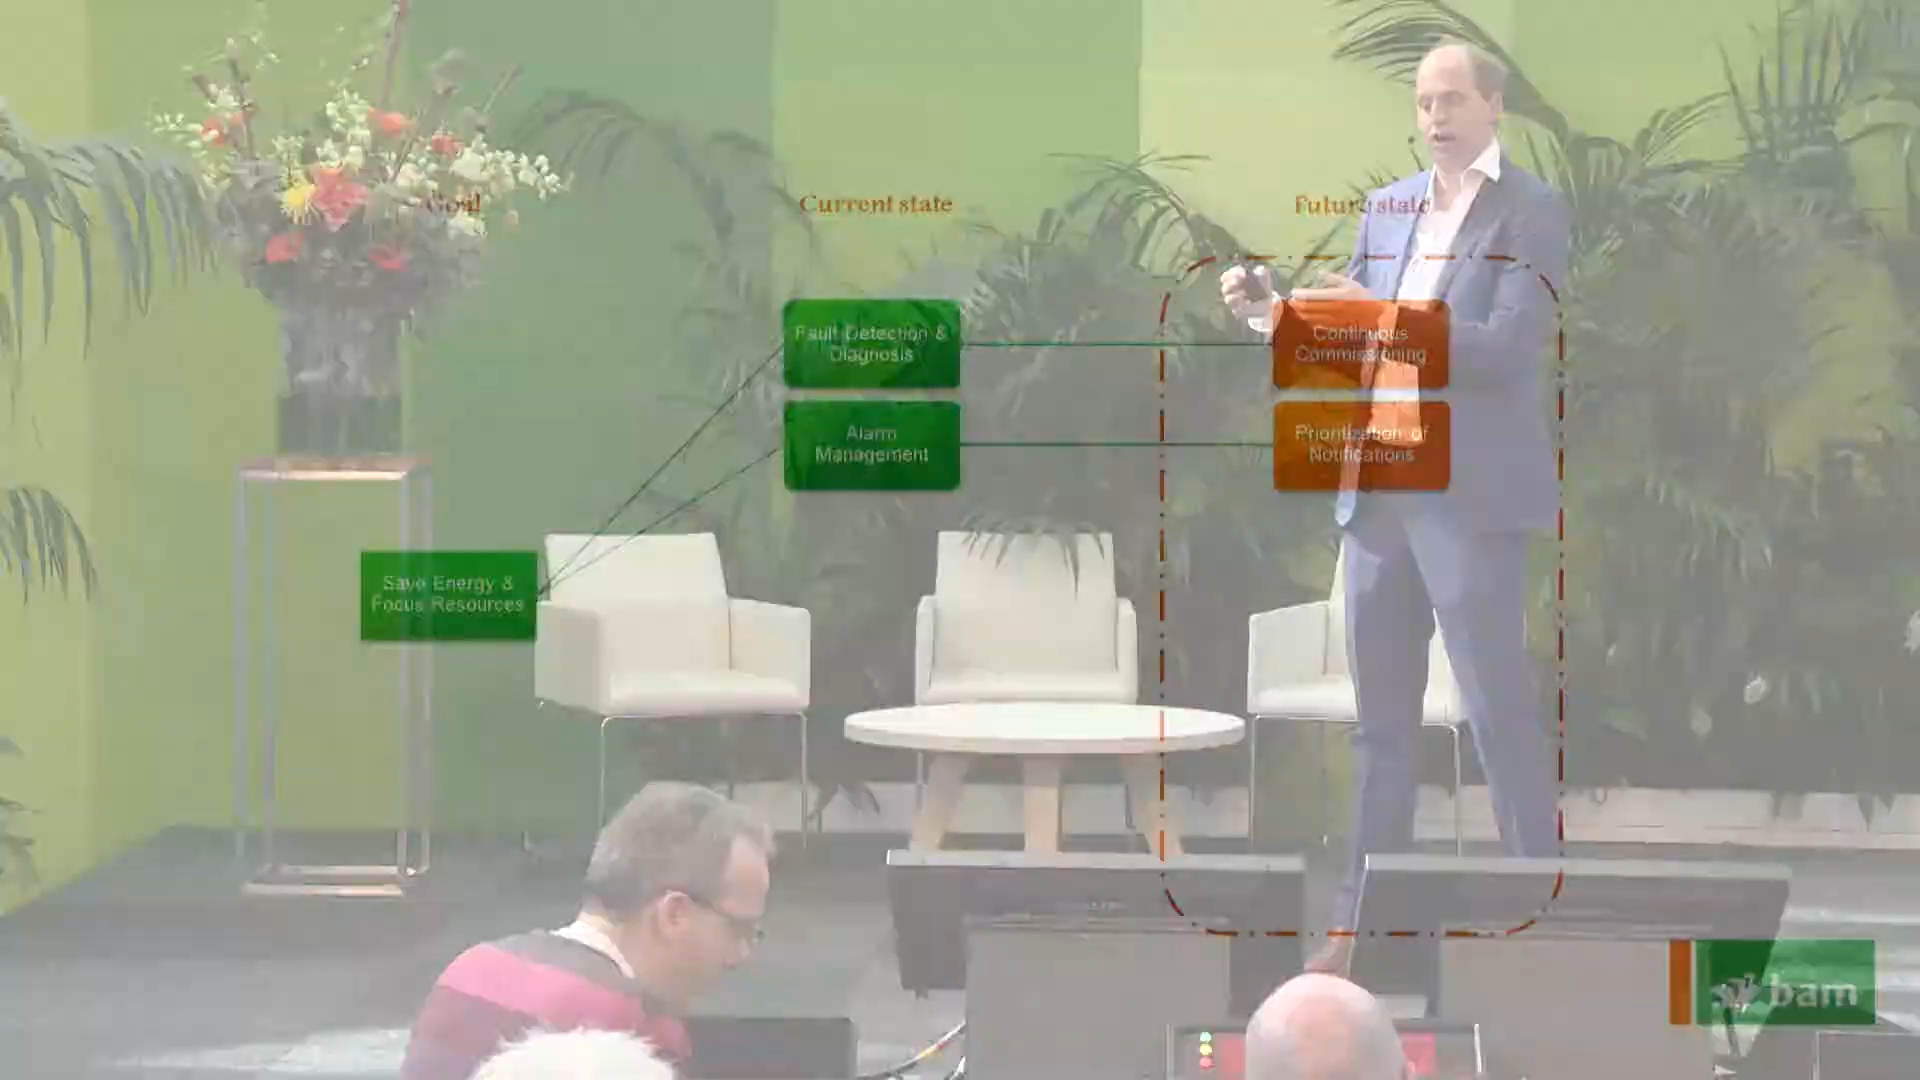 Goal
Current state
Future state
Fault Detection &
Diagnosis
Continuous
Commissioning
Alarm
Management
Prioritization of
Notifications
Save Energy &
Focus Resources
bam